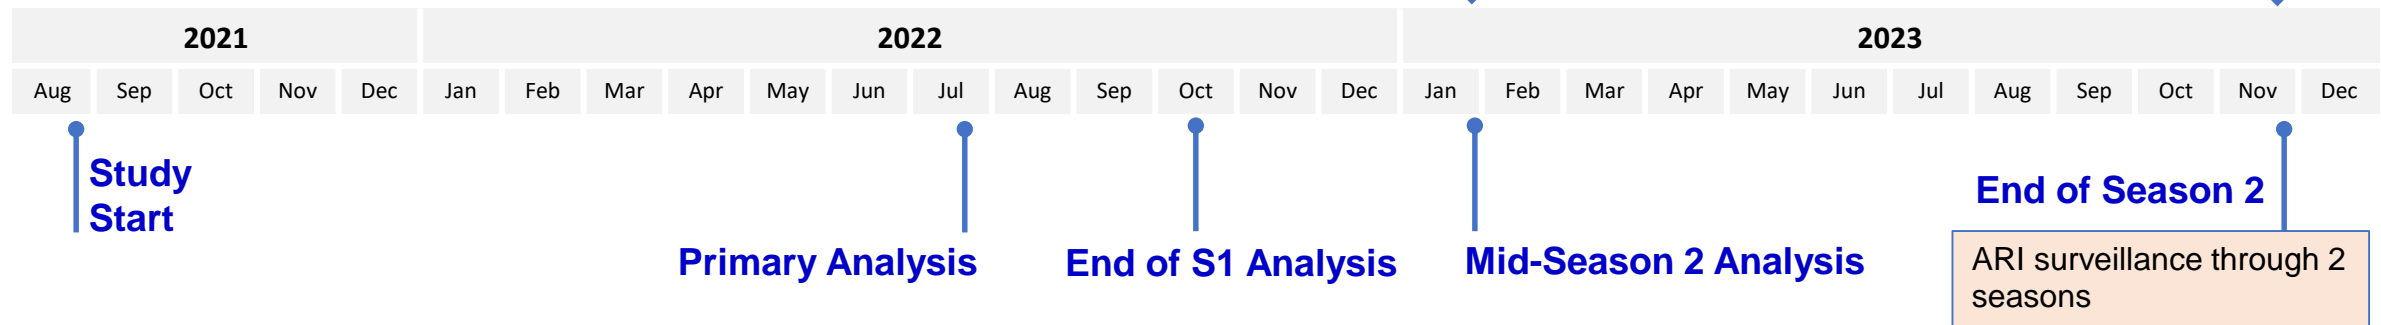 2021 2022 2023
Aug Sep Oct Nov Dec Jan Feb Mar Apr May Jun Jul Aug Sep Oct Nov Dec Jan Feb Mar Apr May Jun Jul Aug Sep Oct Nov Dec
Study
Start
Primary Analysis
End of S1 Analysis
Mid-Season 2 Analysis
End of Season 2
ARI surveillance through 2
seasons